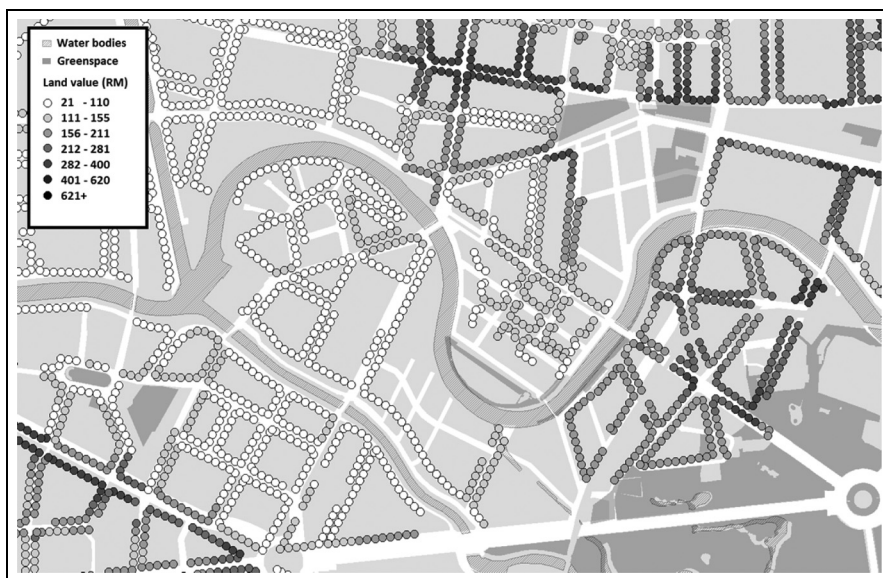 Water bodies
Greenspace
Land value (RM)
21 - 110
111 - 155
156 - 211
212 - 281
282 - 400
401 - 620
621+